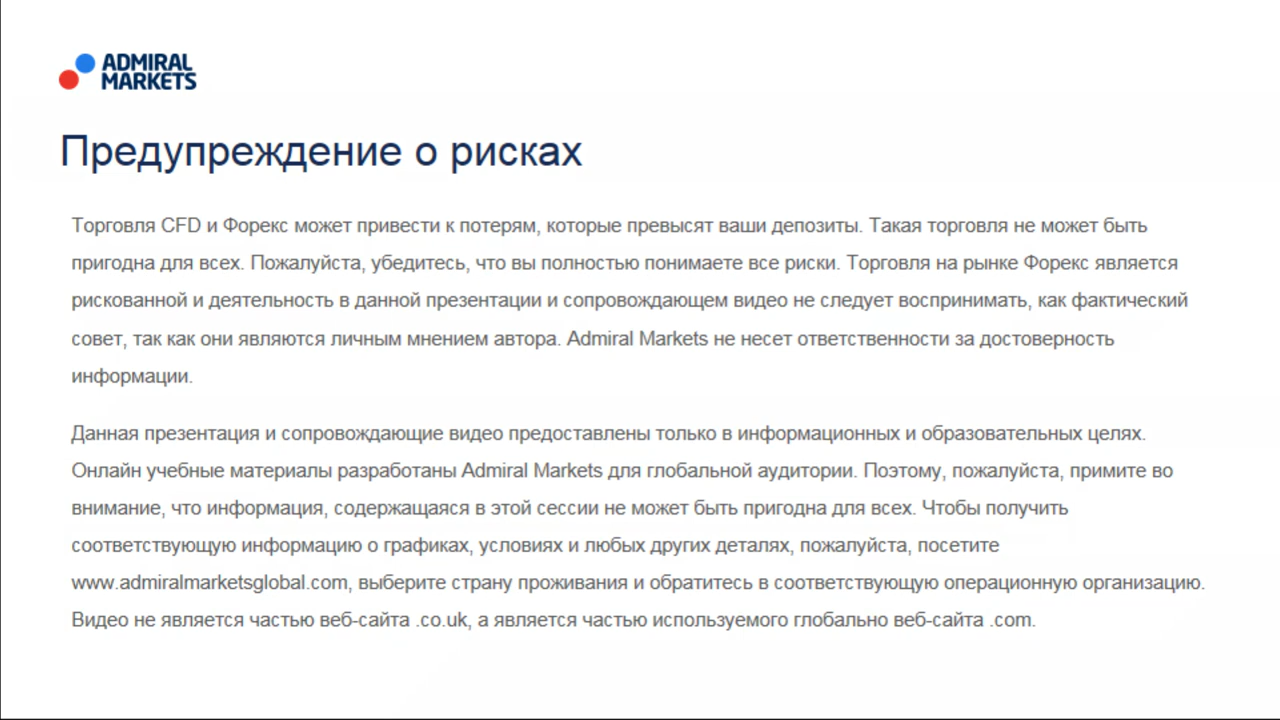 ADMIRAL
MARKETS
Предупреждение о рисках
Торговля CFD и Форекс может привести к потерям, которые превысят ваши депозиты. Такая торговля не может быть
пригодна для всех. Пожалуйста, убедитесь, что вы полностью понимаете все риски. Торговля на рынке Форекс является
рискованной и деятельность в данной презентации и сопровождающем видео не следует воспринимать, как фактический
совет, так как они являются личным мнением автора. Admiral Markets не несет ответственности за достоверность
информации.
Данная презентация и сопровождающие видео предоставлены только в информационных и образовательных целях.
Онлайн учебные материалы разработаны Admiral Markets для глобальной аудитории. Поэтому, пожалуйста, примите во
внимание, что информация, содержащаяся в этой сессии не может быть пригодна для всех. Чтобы получить
соответствующую информацию о графиках, условиях и любых других деталях, пожалуйста, посетите
www.admiralmarketsglobal.com, выберите страну проживания и обратитесь в соответствующую операционную организацию.
Видео не является частью веб-сайта .co.uk, а является частью используемого глобально веб-сайта .com.